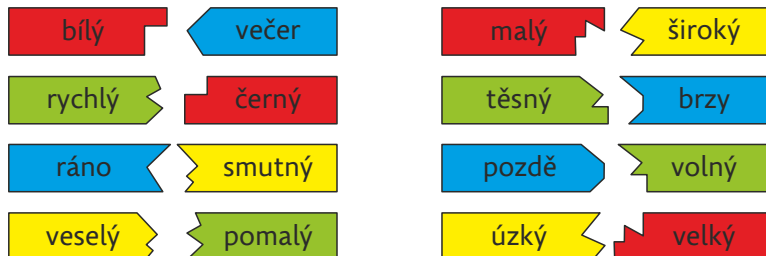 bílý večer malý široký
rychlý černý těsný brzy
ráno smutný pozdě volný
veselý pomalý úzký velký